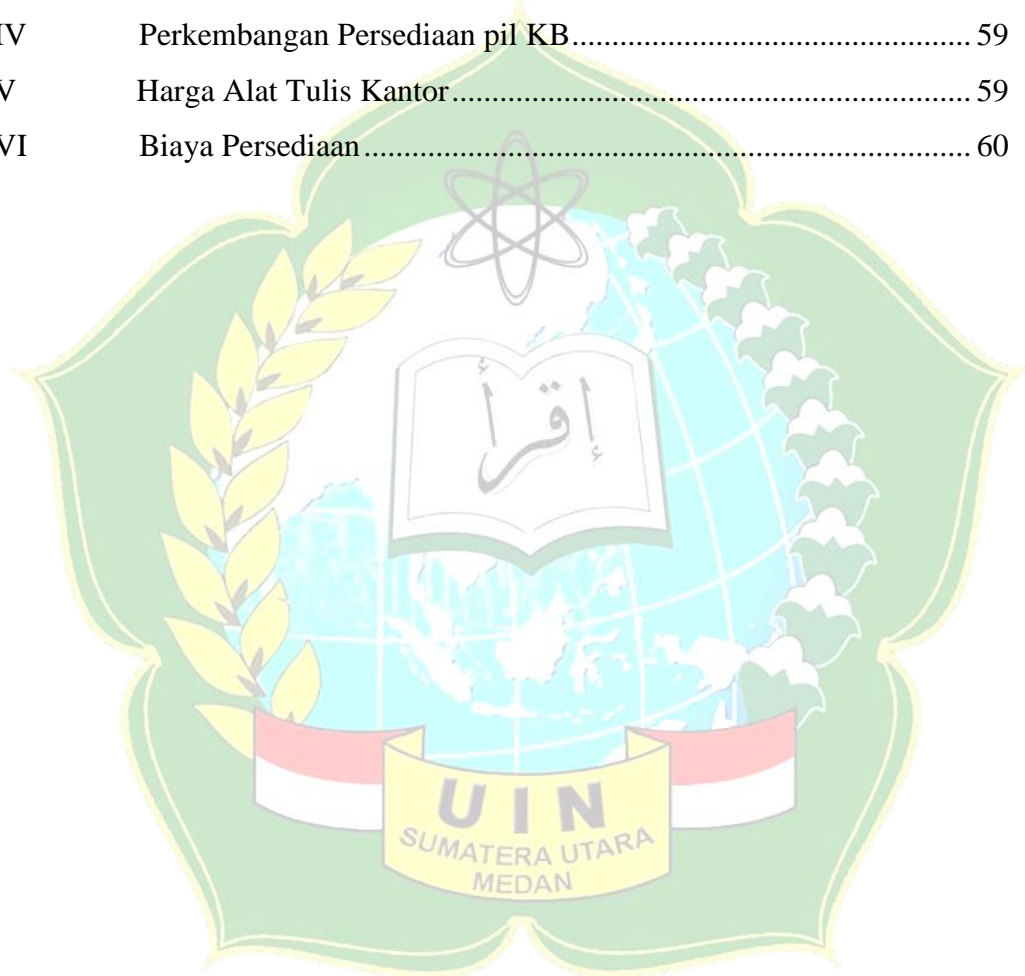 IV Perkembangan Persediaan pil KB.................................................. 59
V Harga Alat Tulis Kantor................................................................. 59
VI Biaya Persediaan............................................................................ 60
إقرأ
UIN
SUMATERA UTARA
MEDAN